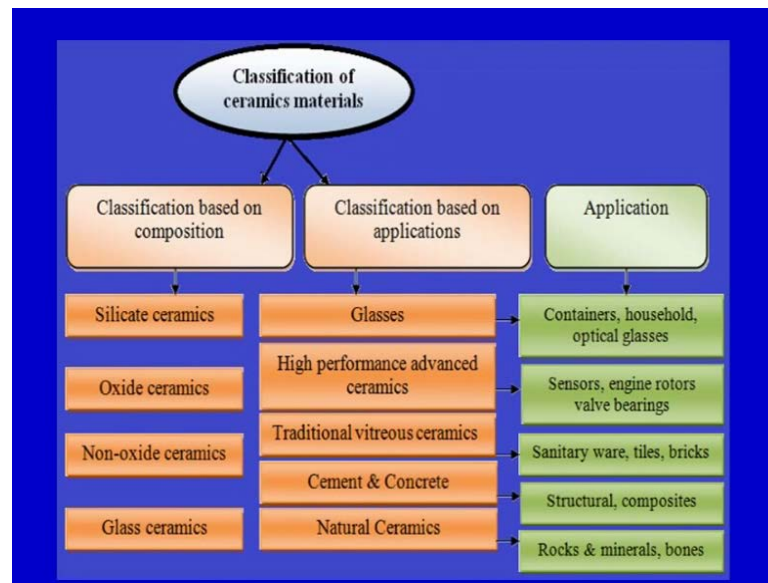 Classification of
ceramics materials
Classification based on
composition
Classification based on
applications
Application
Silicate ceramics
Oxide ceramics
Non-oxide ceramics
Glass ceramics
Glasses
High performance advanced
ceramics
Traditional vitreous ceramics
Cement & Concrete
Natural Ceramics
Containers, household,
optical glasses
Sensors, engine rotors
valve bearings
Sanitary ware, tiles, bricks
Structural, composites
Rocks & minerals, bones